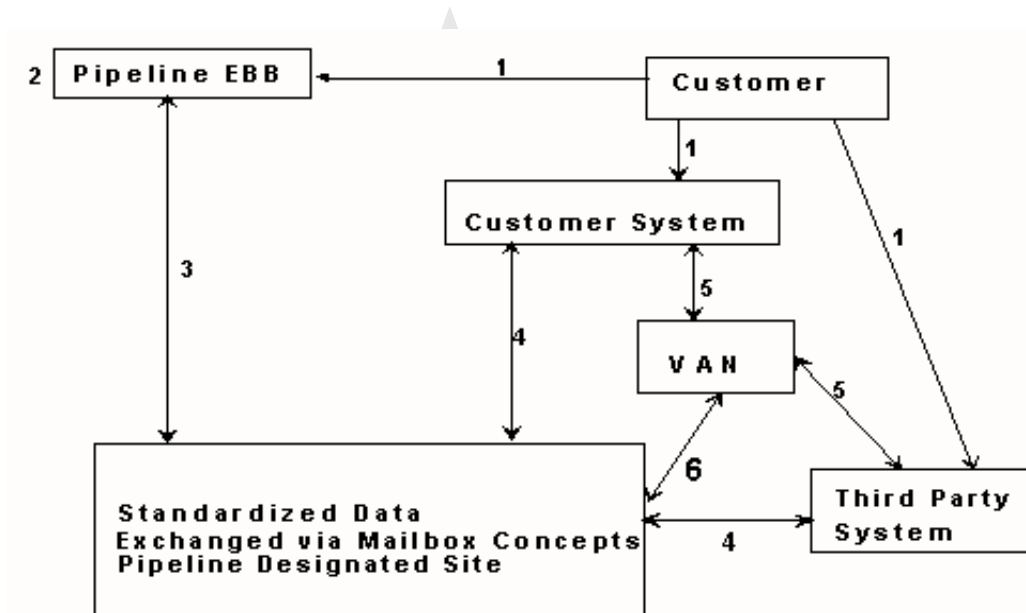 2 Pipeline EBB
1
Customer
1
Customer System
1
3
5
4
VAN
5
6
Standardized Data
Exchanged via Mailbox Concepts
Pipeline Designated Site
4
Third Party
System